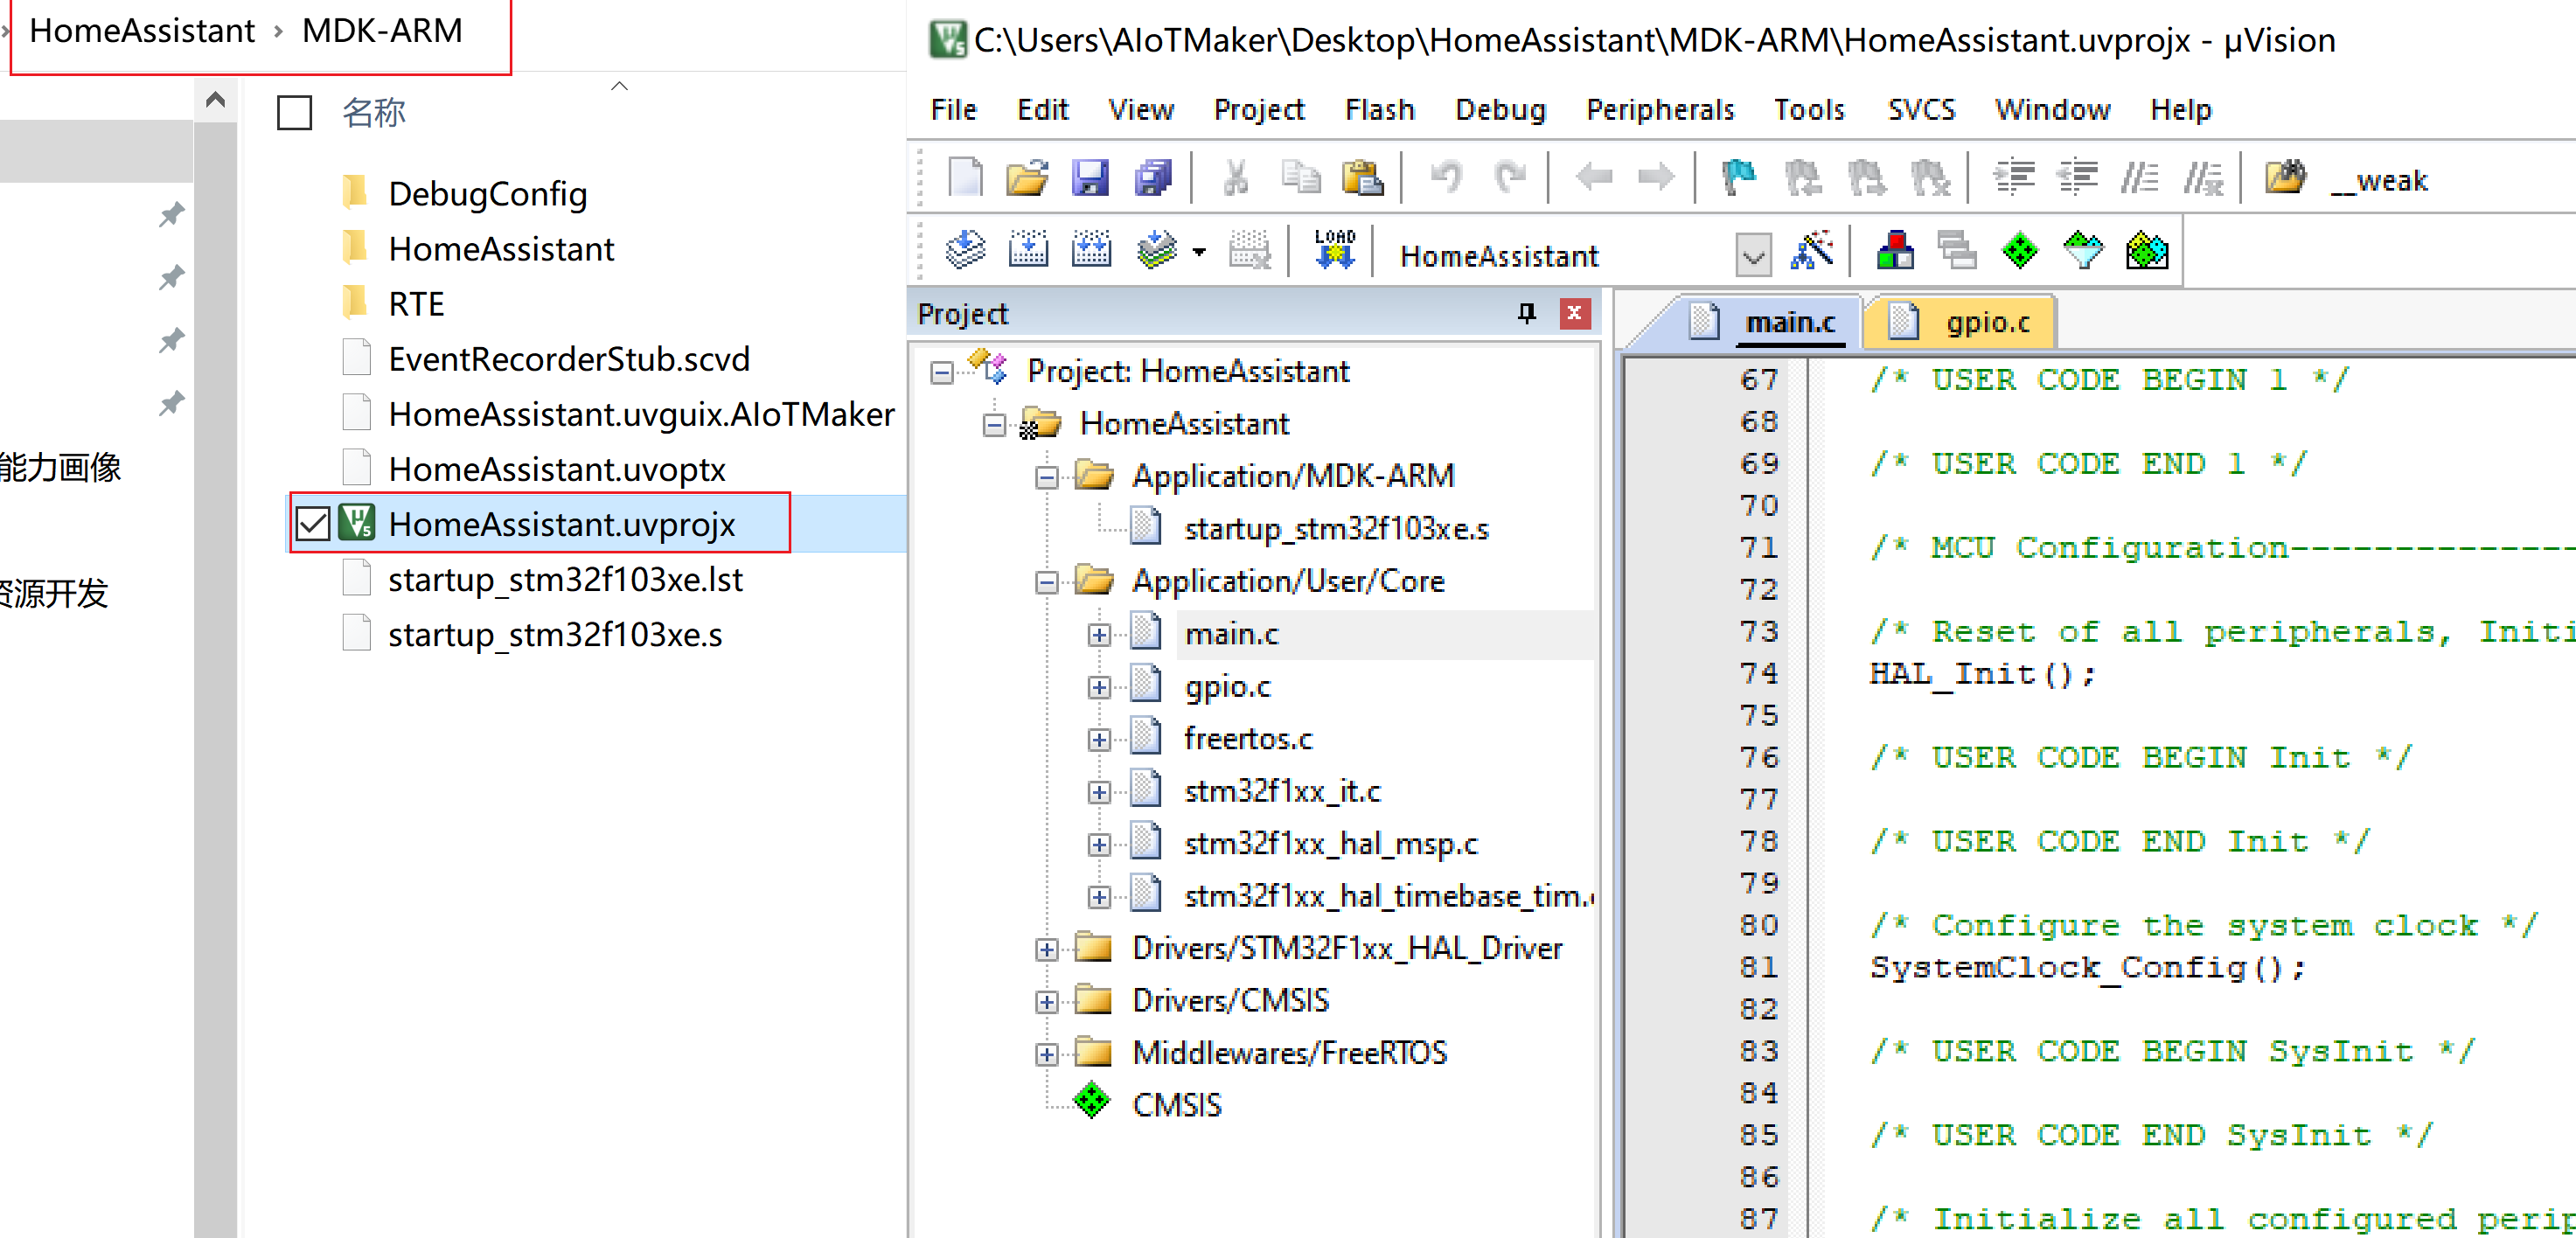 HomeAssistant › MDK-ARM
名称
DebugConfig
HomeAssistant
RTE
EventRecorderStub.scvd
HomeAssistant.uvguix.AIoTMaker
HomeAssistant.uvoptx
HomeAssistant.uvprojx
startup_stm32f103xe.lst
startup_stm32f103xe.s
能力画像
资源开发
C:\Users\AIoTMaker\Desktop\HomeAssistant\MDK-ARM\HomeAssistant.uvprojx - µVision
File Edit View Project Flash Debug Peripherals Tools SVCS Window Help
__weak
LOAD
HomeAssistant
Project
Project: HomeAssistant
HomeAssistant
Application/MDK-ARM
startup_stm32f103xe.s
Application/User/Core
main.c
gpio.c
freertos.c
stm32f1xx_it.c
stm32f1xx_hal_msp.c
stm32f1xx_hal_timebase_tim.
Drivers/STM32F1xx_HAL_Driver
Drivers/CMSIS
Middlewares/FreeRTOS
CMSIS
main.c gpio.c
67 /* USER CODE BEGIN 1 */
68
69 /* USER CODE END 1 */
70
71 /* MCU Configuration--------------
72
73 /* Reset of all peripherals, Initi
74 HAL_Init();
75
76 /* USER CODE BEGIN Init */
77
78 /* USER CODE END Init */
79
80 /* Configure the system clock */
81 SystemClock_Config();
82
83 /* USER CODE BEGIN SysInit */
84
85 /* USER CODE END SysInit */
86
87 /* Initialize all configured perip